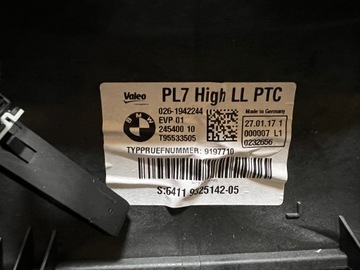 Valeo
PL7 High LL PTC
026-1942244
EVP 01
245400 10
T95533505
Made in Germany
27.01.17 1
000007 L1
0232656
TYPPRUEFNUMMER: 9197710
S:6411 9325142-05